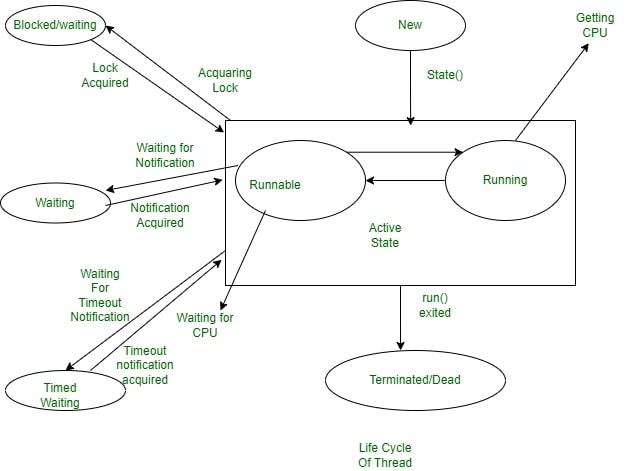 Blocked/waiting
New
Getting
CPU
Lock
Acquired
Acquaring
Lock
State()
Waiting for
Notification
Runnable
Running
Waiting
Notification
Acquired
Active
State
Waiting
For
Timeout
Notification
Waiting for
CPU
run()
exited
Timeout
notification
acquired
Timed
Waiting
Terminated/Dead
Life Cycle
Of Thread